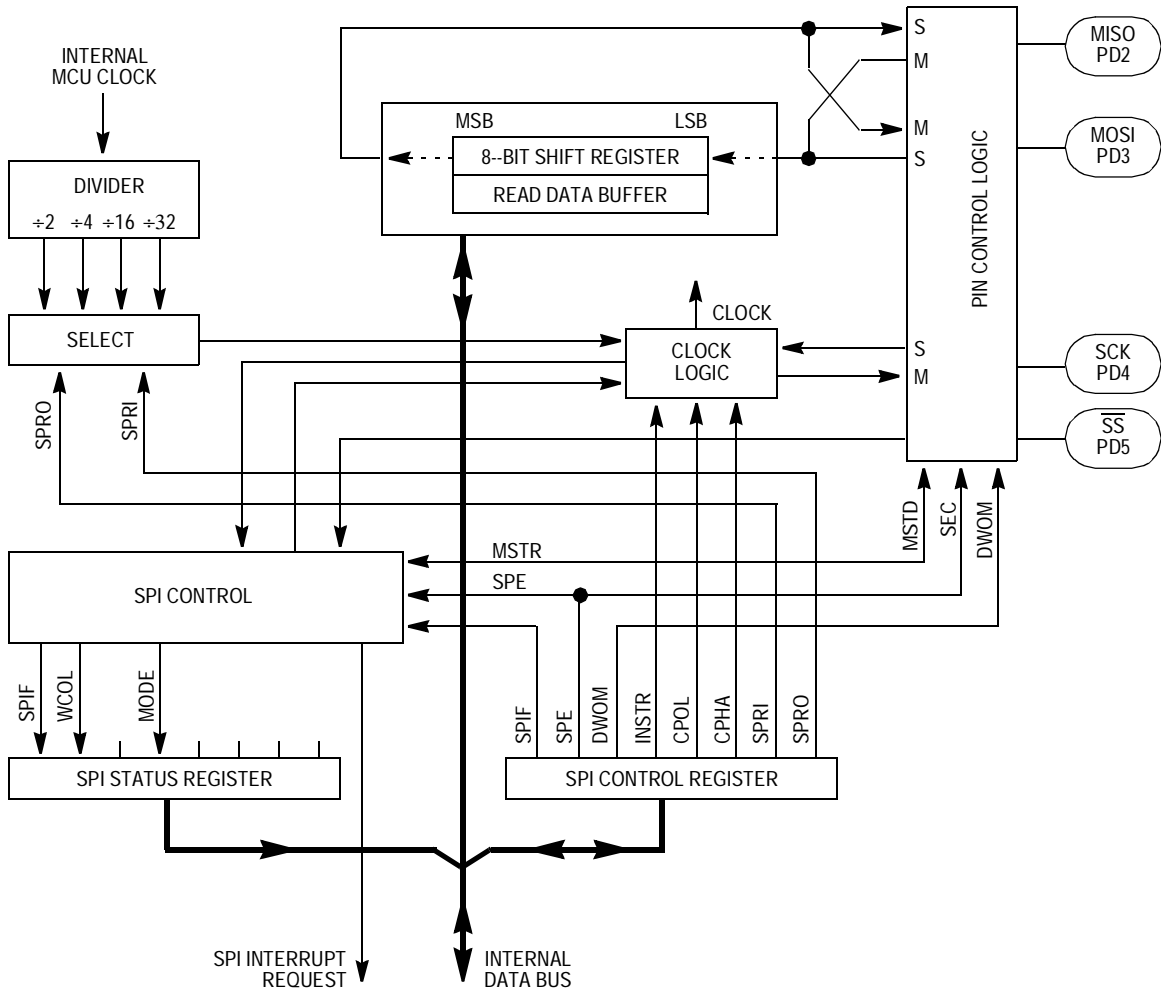 INTERNAL
MCU CLOCK
DIVIDER
÷2 ÷4 ÷16 ÷32
SELECT
SPRO
SPRI
MSB LSB
8--BIT SHIFT REGISTER
READ DATA BUFFER
CLOCK
CLOCK
LOGIC
S
M
M
S
S
M
PIN CONTROL LOGIC
MISO
PD2
MOSI
PD3
SCK
PD4
SS
PD5
MSTD
SEC
DWOM
MSTR
SPE
SPI CONTROL
SPIF
WCOL
MODE
SPI STATUS REGISTER
SPIF
SPE
DWOM
INSTR
CPOL
CPHA
SPRI
SPRO
SPI CONTROL REGISTER
SPI INTERRUPT
REQUEST
INTERNAL
DATA BUS